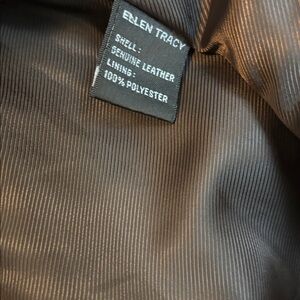 ELLEN TRACY
SHELL:
GENUINE LEATHER
LINING:
100% POLYESTER